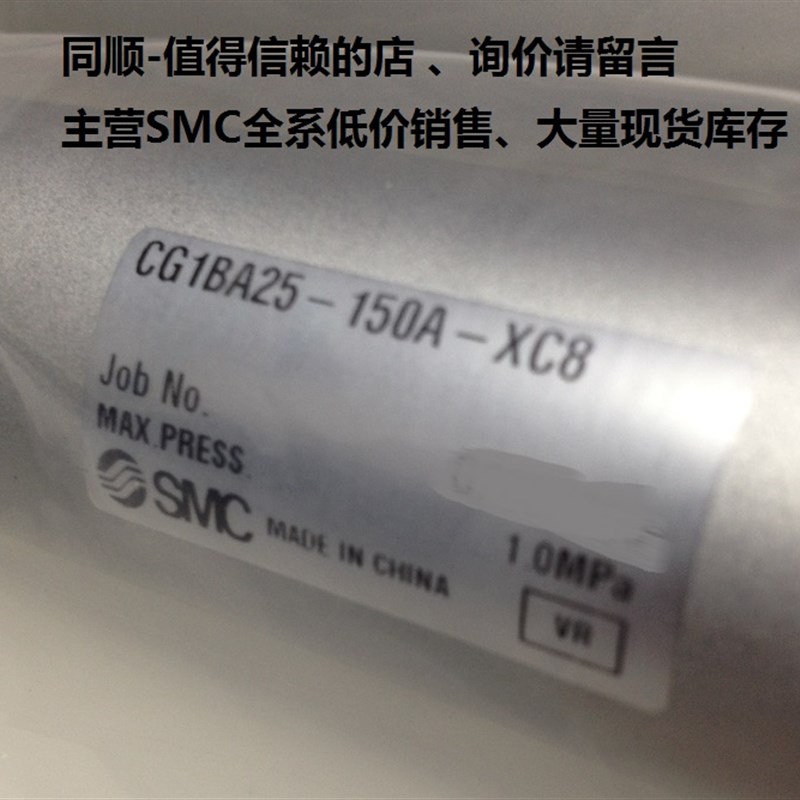 同顺-值得信赖的店 、询价请留言
主营SMC全系低价销售、大量现货库存
CG1BA25-150A-XC8
Job No.
MAX.PRESS.
1.0MPa
SMC MADE IN CHINA
VR